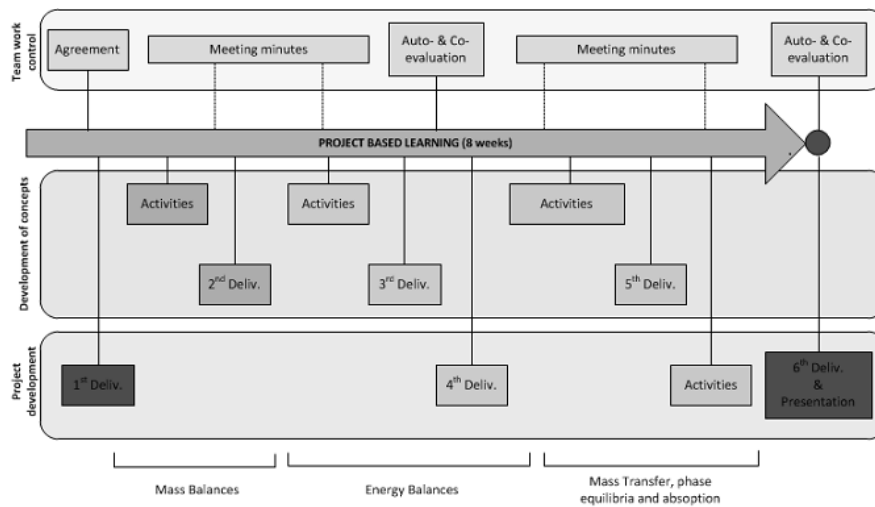 Team work
control
Agreement
Meeting minutes
Auto- & Co-
evaluation
Meeting minutes
Auto- & Co-
evaluation
PROJECT BASED LEARNING (8 weeks)
Development of concepts
Activities
Activities
Activities
2nd Deliv.
3rd Deliv.
5th Deliv.
Project
development
1st Deliv.
4th Deliv.
Activities
6th Deliv.
&
Presentation
Mass Balances
Energy Balances
Mass Transfer, phase
equilibria and absoption